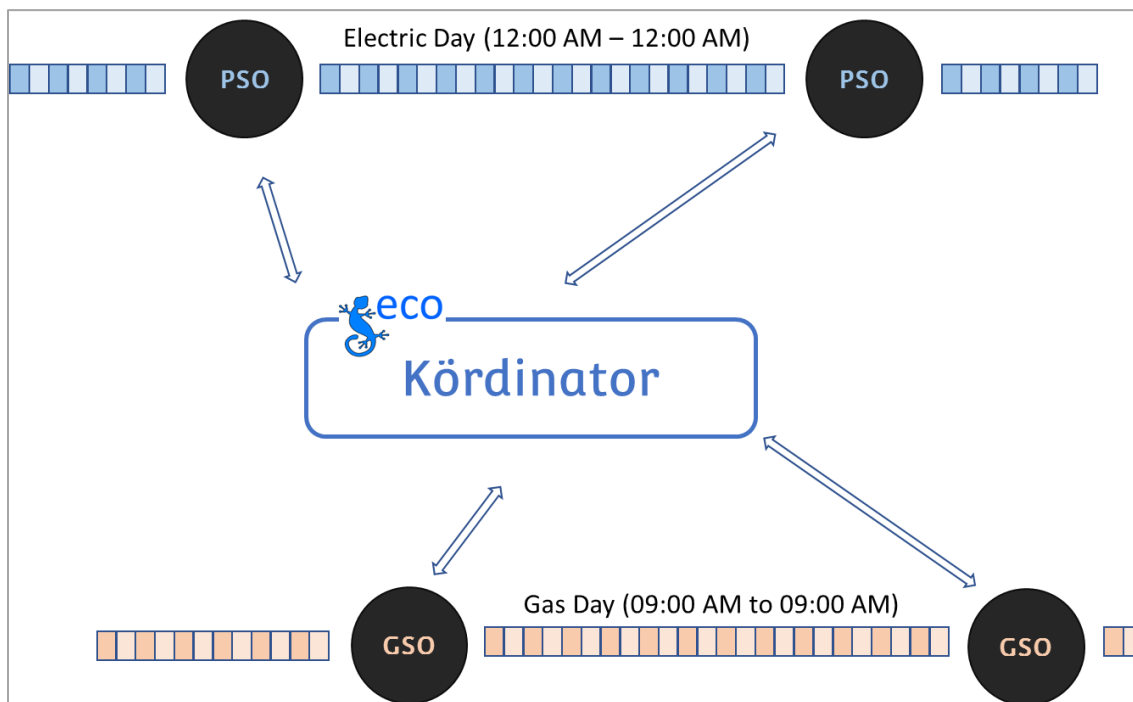 Electric Day (12:00 AM – 12:00 AM)
PSO
PSO
eco
Kördinator
Gas Day (09:00 AM to 09:00 AM)
GSO
GSO